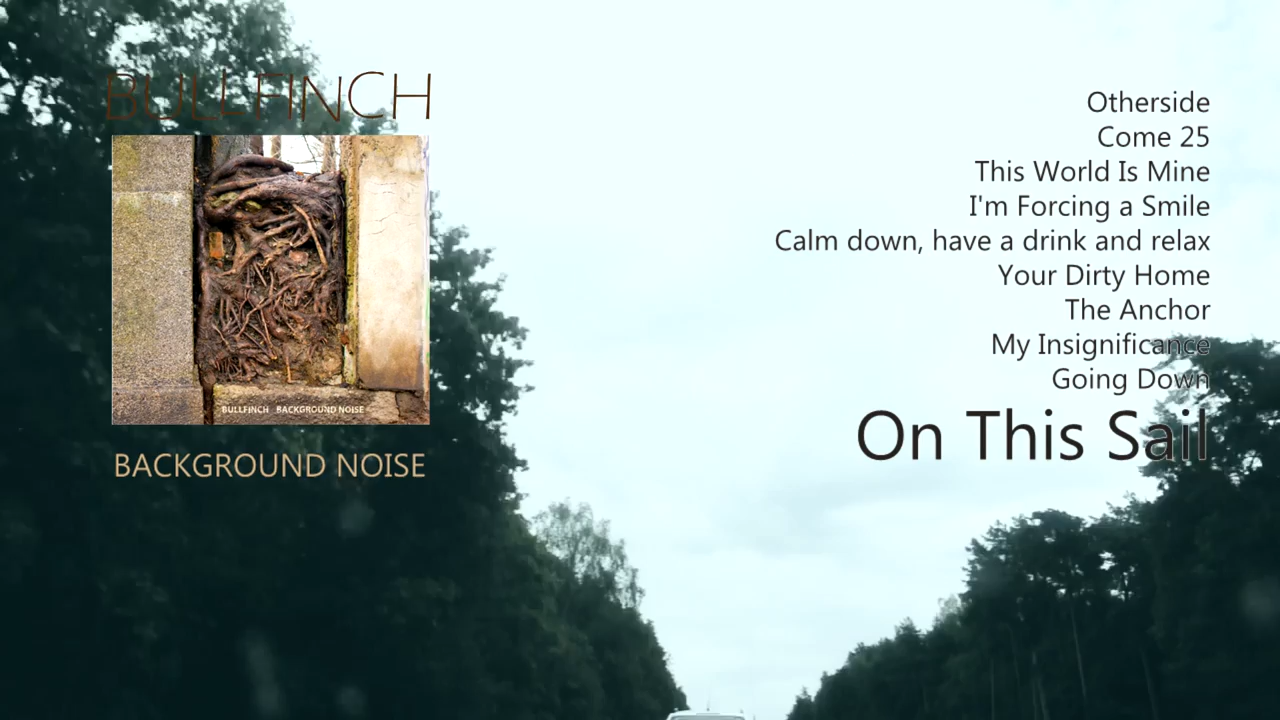 BULLFINCH
BULLFINCH BACKGROUND NOISE
BACKGROUND NOISE
Otherside
Come 25
This World Is Mine
I'm Forcing a Smile
Calm down, have a drink and relax
Your Dirty Home
The Anchor
My Insignificance
Going Down
On This Sail